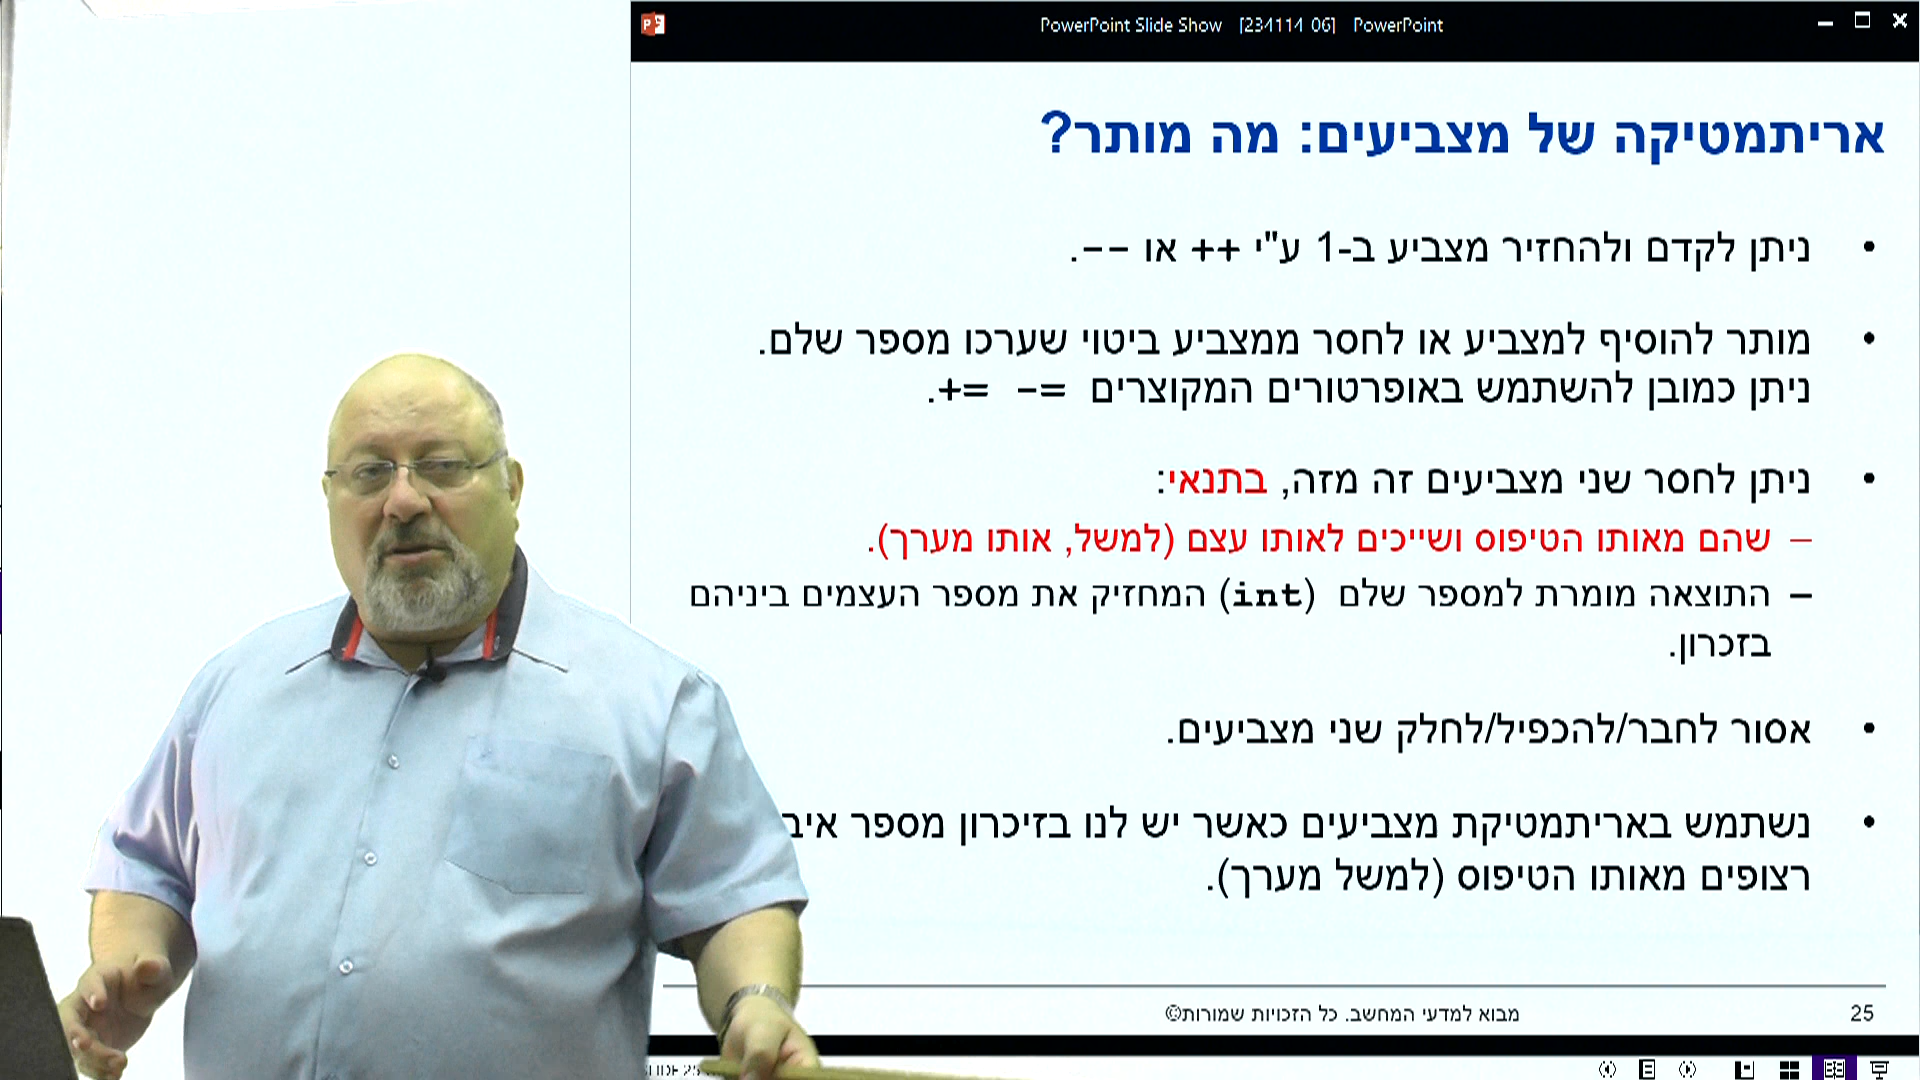 PowerPoint Slide Show [234114 06] PowerPoint
אריתמטיקה של מצביעים: מה מותר?
• ניתן לקדם ולהחזיר מצביע ב-1 ע"י ++ או --.
• מותר להוסיף למצביע או לחסר ממצביע ביטוי שערכו מספר שלם.
ניתן כמובן להשתמש באופרטורים המקוצרים =- =+.
• ניתן לחסר שני מצביעים זה מזה, בתנאי:
– שהם מאותו הטיפוס ושייכים לאותו עצם (למשל, אותו מערך).
– התוצאה מומרת למספר שלם (int) המחזיק את מספר העצמים ביניהם
בזכרון.
• אסור לחבר/להכפיל/לחלק שני מצביעים.
• נשתמש באריתמטיקת מצביעים כאשר יש לנו בזיכרון מספר
רצופים מאותו הטיפוס (למשל מערך).
מבוא למדעי המחשב. כל הזכויות שמורות©
25